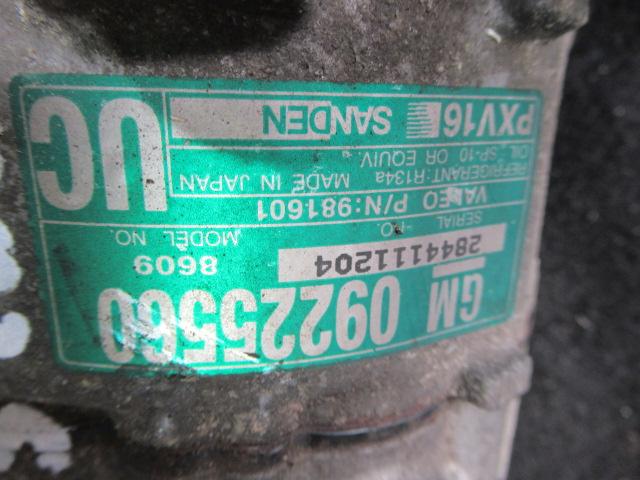 GM 09225560
SERIAL -F.O. MODEL NO.
2844111204 8609
VALEO P/N:981601
REFRIGERANT:R134a MADE IN JAPAN
OIL SP-10 OR EQUIV.
PXV16 SANDEN
UC